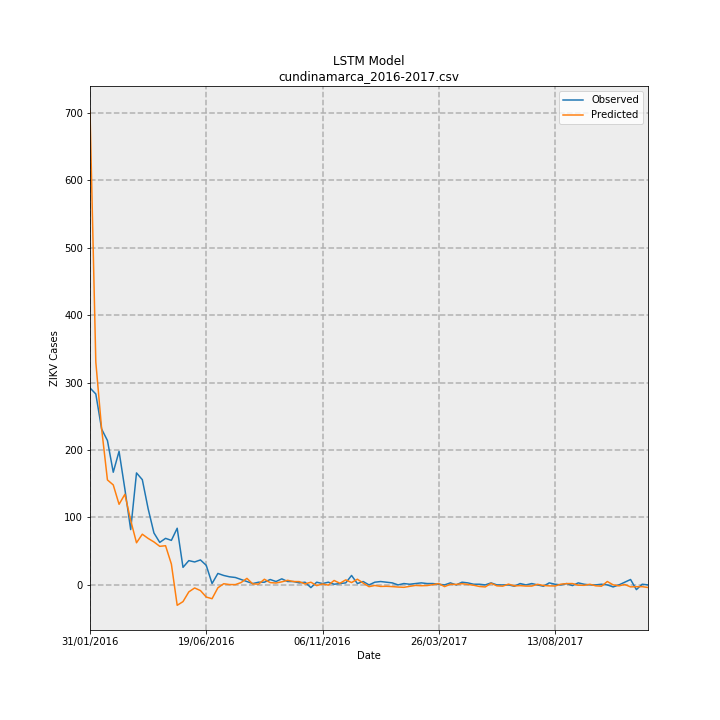 LSTM Model
cundinamarca_2016-2017.csv
Observed
Predicted
ZIKV Cases
700
600
500
400
300
200
100
0
31/01/2016
19/06/2016
06/11/2016
26/03/2017
13/08/2017
Date